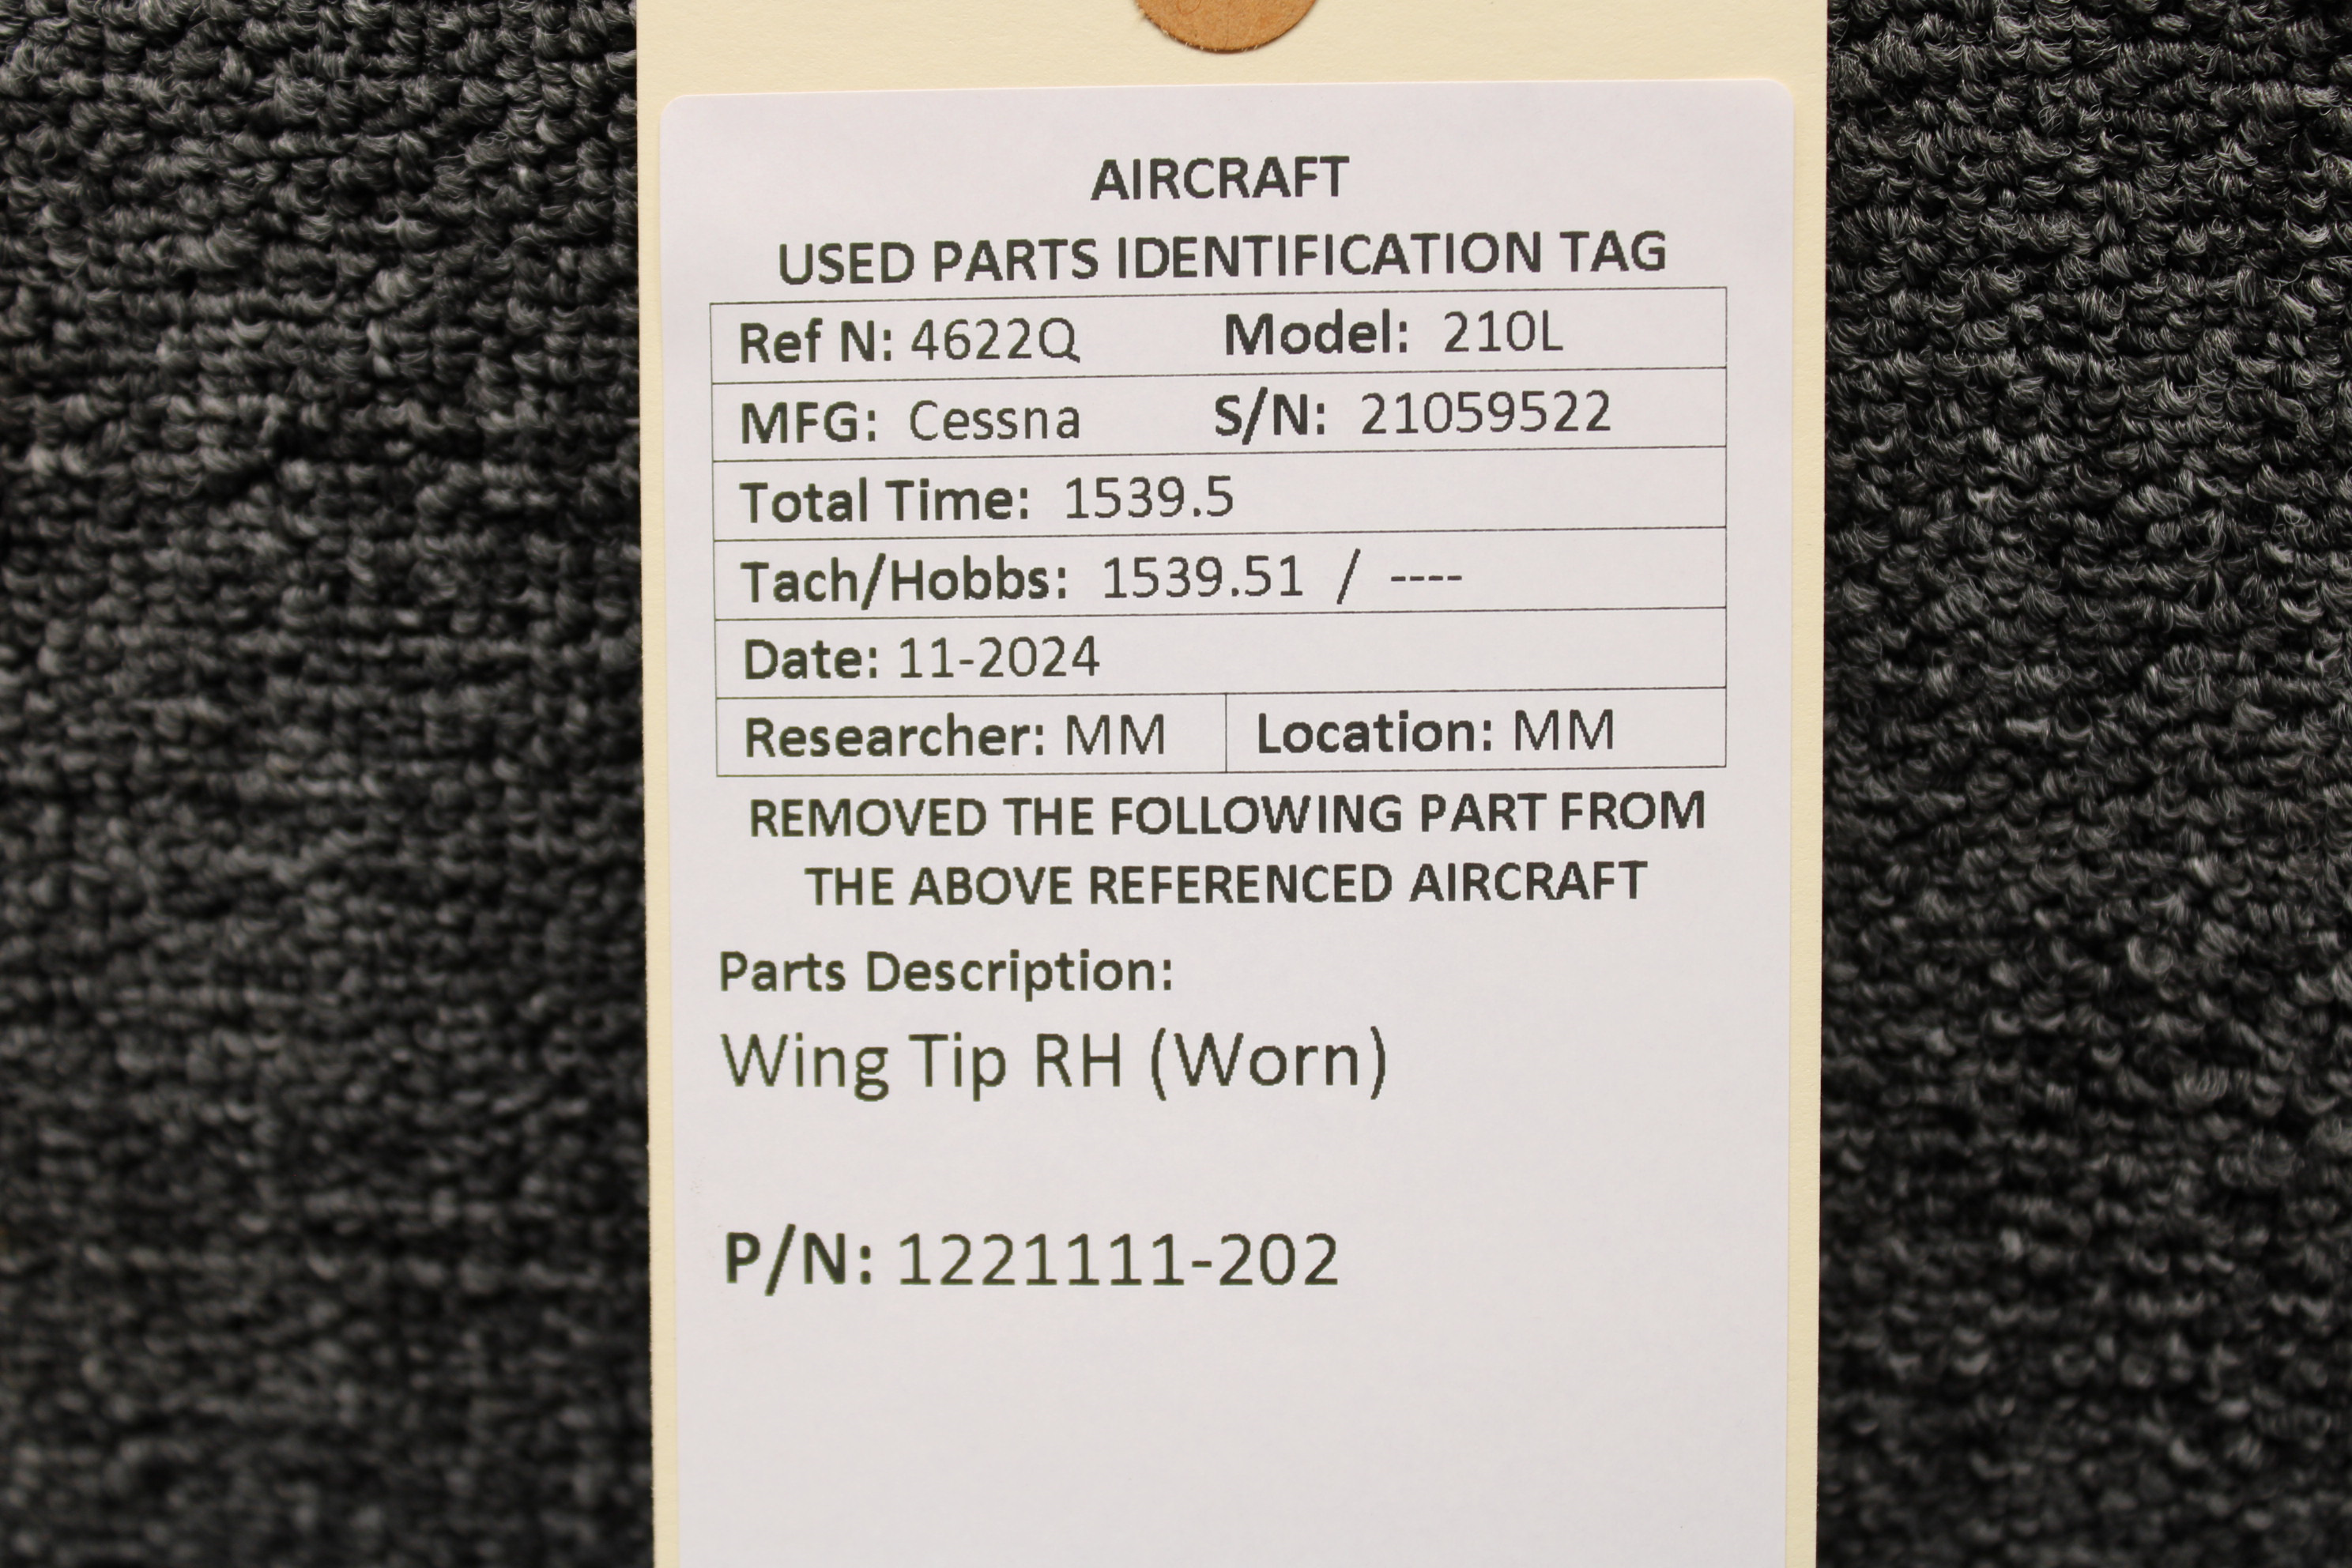 AIRCRAFT
USED PARTS IDENTIFICATION TAG
Ref N: 4622Q Model: 210L
MFG: Cessna S/N: 21059522
Total Time: 1539.5
Tach/Hobbs: 1539.51 / ----
Date: 11-2024
Researcher: MM Location: MM
REMOVED THE FOLLOWING PART FROM
THE ABOVE REFERENCED AIRCRAFT
Parts Description:
Wing Tip RH (Worn)
P/N: 1221111-202